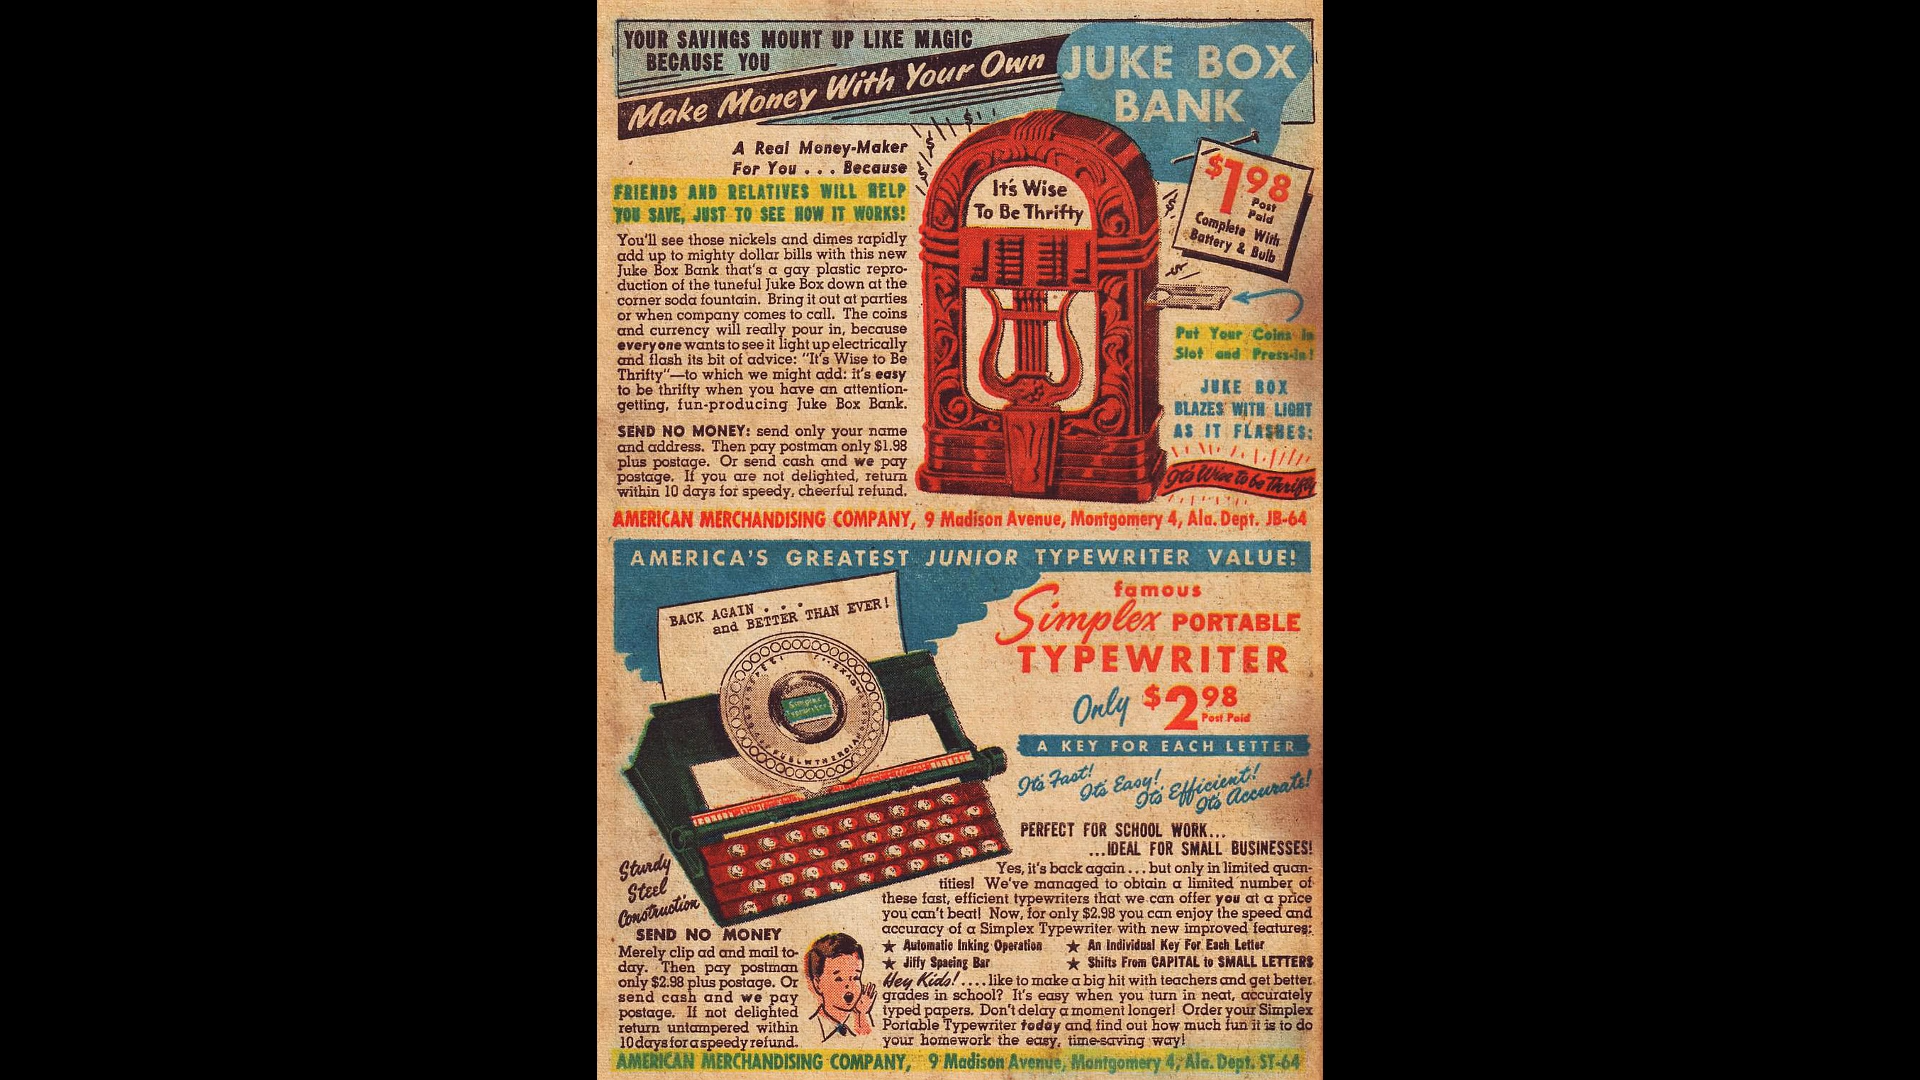 YOUR SAVINGS MOUNT UP LIKE MAGIC
BECAUSE YOU
Make Money With Your Own
JUKE BOX
BANK
A Real Money-Maker
For You . . . Because
FRIENDS AND RELATIVES WILL HELP
YOU SAVE, JUST TO SEE HOW IT WORKS!
You'll see those nickels and dimes rapidly
add up to mighty dollar bills with this new
Juke Box Bank that's a gay plastic repro-
duction of the tuneful Juke Box down at the
corner soda fountain. Bring it out at parties
or when company comes to call. The coins
and currency will really pour in, because
everyone wants to see it light up electrically
and flash its bit of advice: "It's Wise to Be
Thrifty"—to which we might add: it's easy
to be thrifty when you have an attention-
getting, fun-producing Juke Box Bank.
SEND NO MONEY: send only your name
and address. Then pay postman only $1.98
plus postage. Or send cash and we pay
postage. If you are not delighted, return
within 10 days for speedy, cheerful refund.
It's Wise
To Be Thrifty
$1.98
Post
Paid
Complete With
Battery & Bulb
Put Your Coins in
Slot and Press-in!
JUKE BOX
BLAZES WITH LIGHT
AS IT FLASHES:
It's Wise to be Thrifty
AMERICAN MERCHANDISING COMPANY, 9 Madison Avenue, Montgomery 4, Ala. Dept. JB-64
AMERICA'S GREATEST JUNIOR TYPEWRITER VALUE!
BACK AGAIN . . .
and BETTER THAN EVER!
Simplex
Typewriter
famous
Simplex PORTABLE
TYPEWRITER
Only $2.98
Post Paid
A KEY FOR EACH LETTER
It's Fast!
It's Easy!
It's Efficient!
It's Accurate!
PERFECT FOR SCHOOL WORK...
...IDEAL FOR SMALL BUSINESSES!
Yes, it's back again . . . but only in limited quan-
tities! We've managed to obtain a limited number of
these fast, efficient typewriters that we can offer you at a price
you can't beat! Now, for only $2.98 you can enjoy the speed and
accuracy of a Simplex Typewriter with new improved features:
★ Automatic Inking Operation ★ An Individual Key For Each Letter
★ Jiffy Spacing Bar ★ Shifts From CAPITAL to SMALL LETTERS
Hey Kids! . . . . like to make a big hit with teachers and get better
grades in school? It's easy when you turn in neat, accurately
typed papers. Don't delay a moment longer! Order your Simplex
Portable Typewriter today and find out how much fun it is to do
your homework the easy, time-saving way!
Sturdy
Steel
Construction
SEND NO MONEY
Merely clip ad and mail to-
day. Then pay postman
only $2.98 plus postage. Or
send cash and we pay
postage. If not delighted
return untampered within
10 days for a speedy refund.
AMERICAN MERCHANDISING COMPANY, 9 Madison Avenue, Montgomery 4, Ala. Dept. ST-64